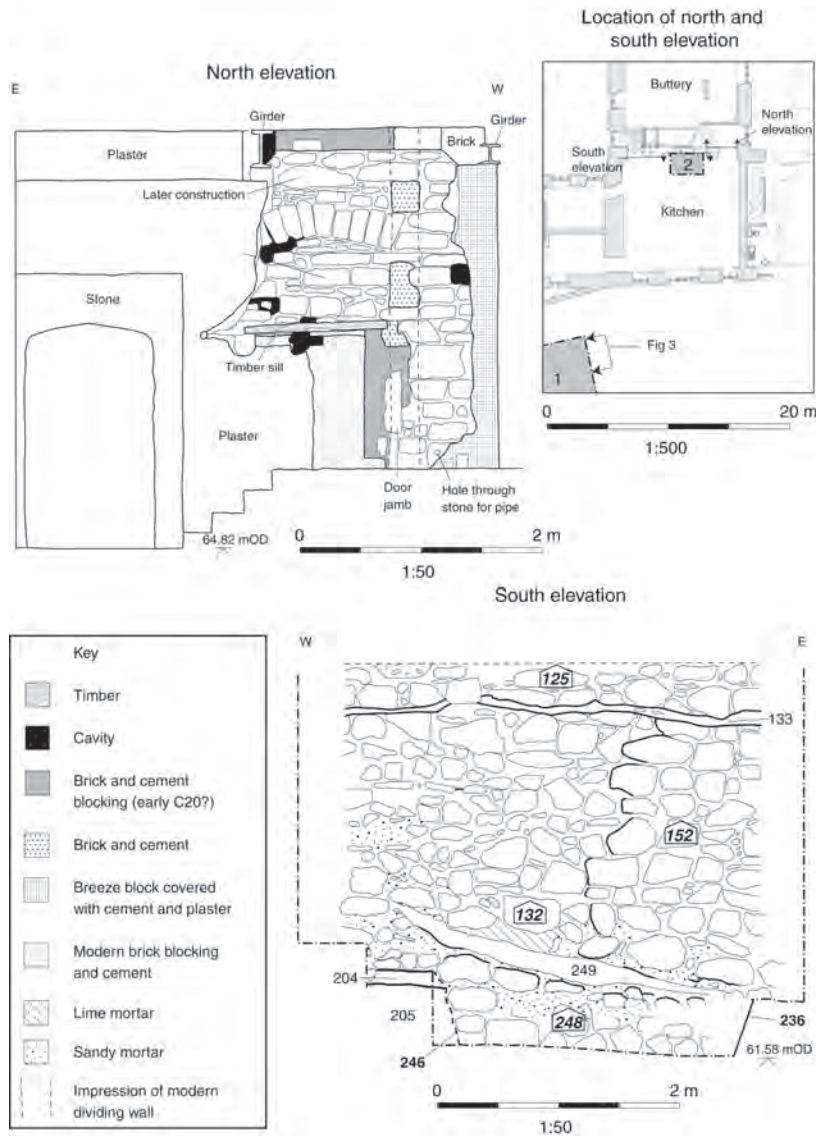 North elevation
E
W
Girder
Girder
Plaster
Brick
Later construction
Stone
Timber sill
Plaster
Door
jamb
Hole through
stone for pipe
64.82 mOD
0
2 m
1:50
Location of north and
south elevation
Buttery
North
elevation
South
elevation
2
Kitchen
Fig 3
1
0
20 m
1:500
South elevation
W
E
125
133
152
132
249
204
205
248
236
246
61.58 mOD
0
2 m
1:50
Key
Timber
Cavity
Brick and cement
blocking (early C20?)
Brick and cement
Breeze block covered
with cement and plaster
Modern brick blocking
and cement
Lime mortar
Sandy mortar
Impression of modern
dividing wall